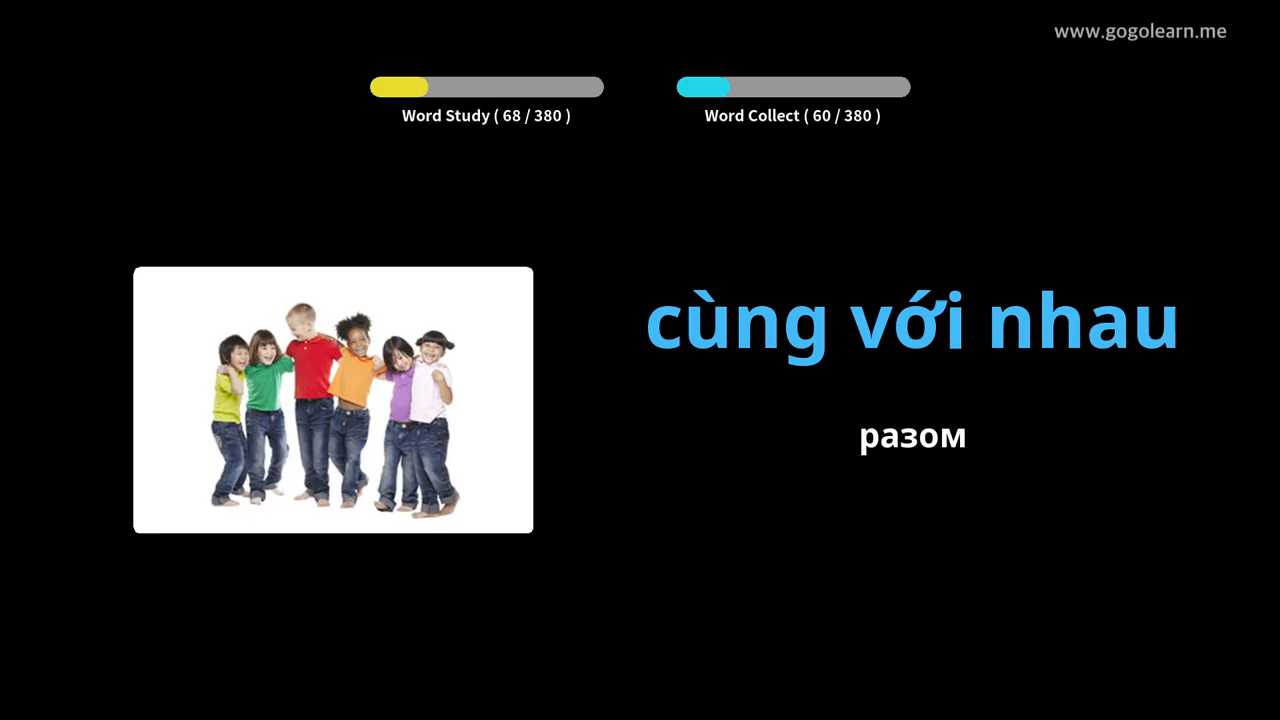 www.gogolearn.me
Word Study ( 68 / 380 )
Word Collect ( 60 / 380 )
cùng với nhau
разом